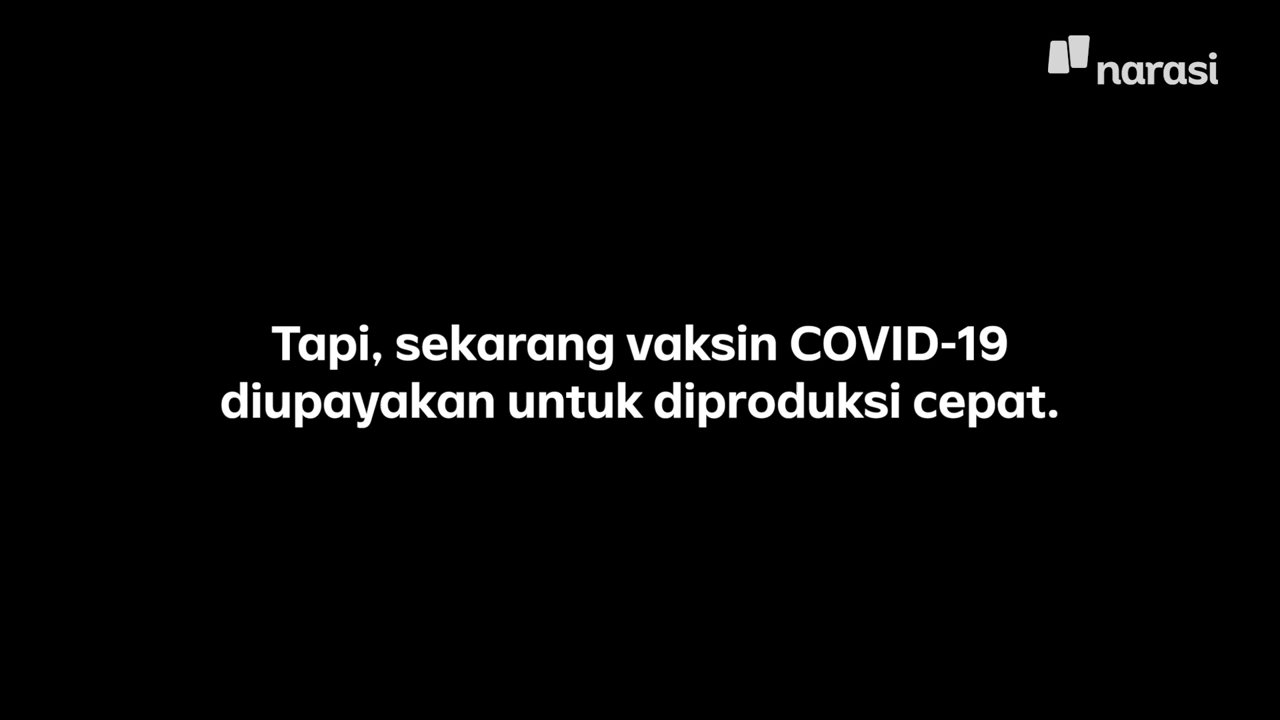 narasi
Tapi, sekarang vaksin COVID-19
diupayakan untuk diproduksi cepat.